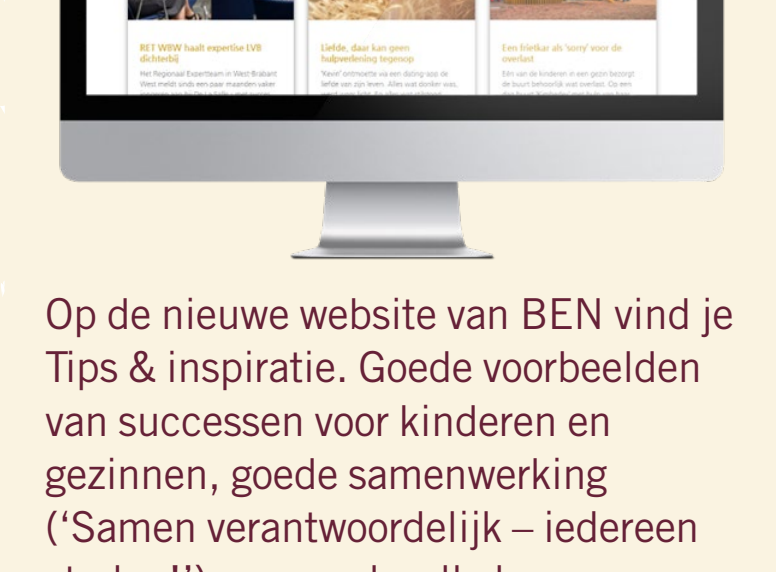 RET WBW haalt expertise LVB
dichterbij
Het Regionaal Expertteam in West-Brabant
West meldt sinds een paar maanden vaker
Liefde, daar kan geen
hulpverlening tegenop
'Kevin' ontmoette via een dating-app de
liefde van zijn leven. Alles wat donker was,
Een frietkar als 'sorry' voor de
overlast
Eén van de kinderen in een gezin bezorgt
de buurt behoorlijk wat overlast. Op een
Op de nieuwe website van BEN vind je
Tips & inspiratie. Goede voorbeelden
van successen voor kinderen en
gezinnen, goede samenwerking
(‘Samen verantwoordelijk – iedereen